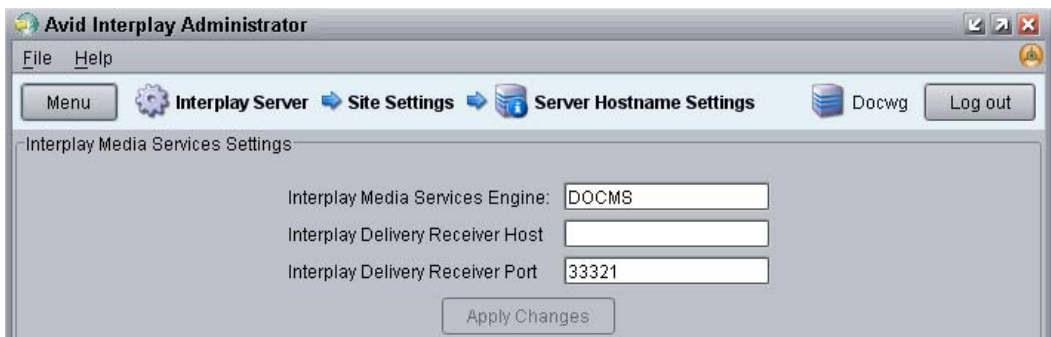 Avid Interplay Administrator
File Help
Menu Interplay Server Site Settings Server Hostname Settings Docwg Log out
Interplay Media Services Settings
Interplay Media Services Engine: DOCMS
Interplay Delivery Receiver Host
Interplay Delivery Receiver Port 33321
Apply Changes